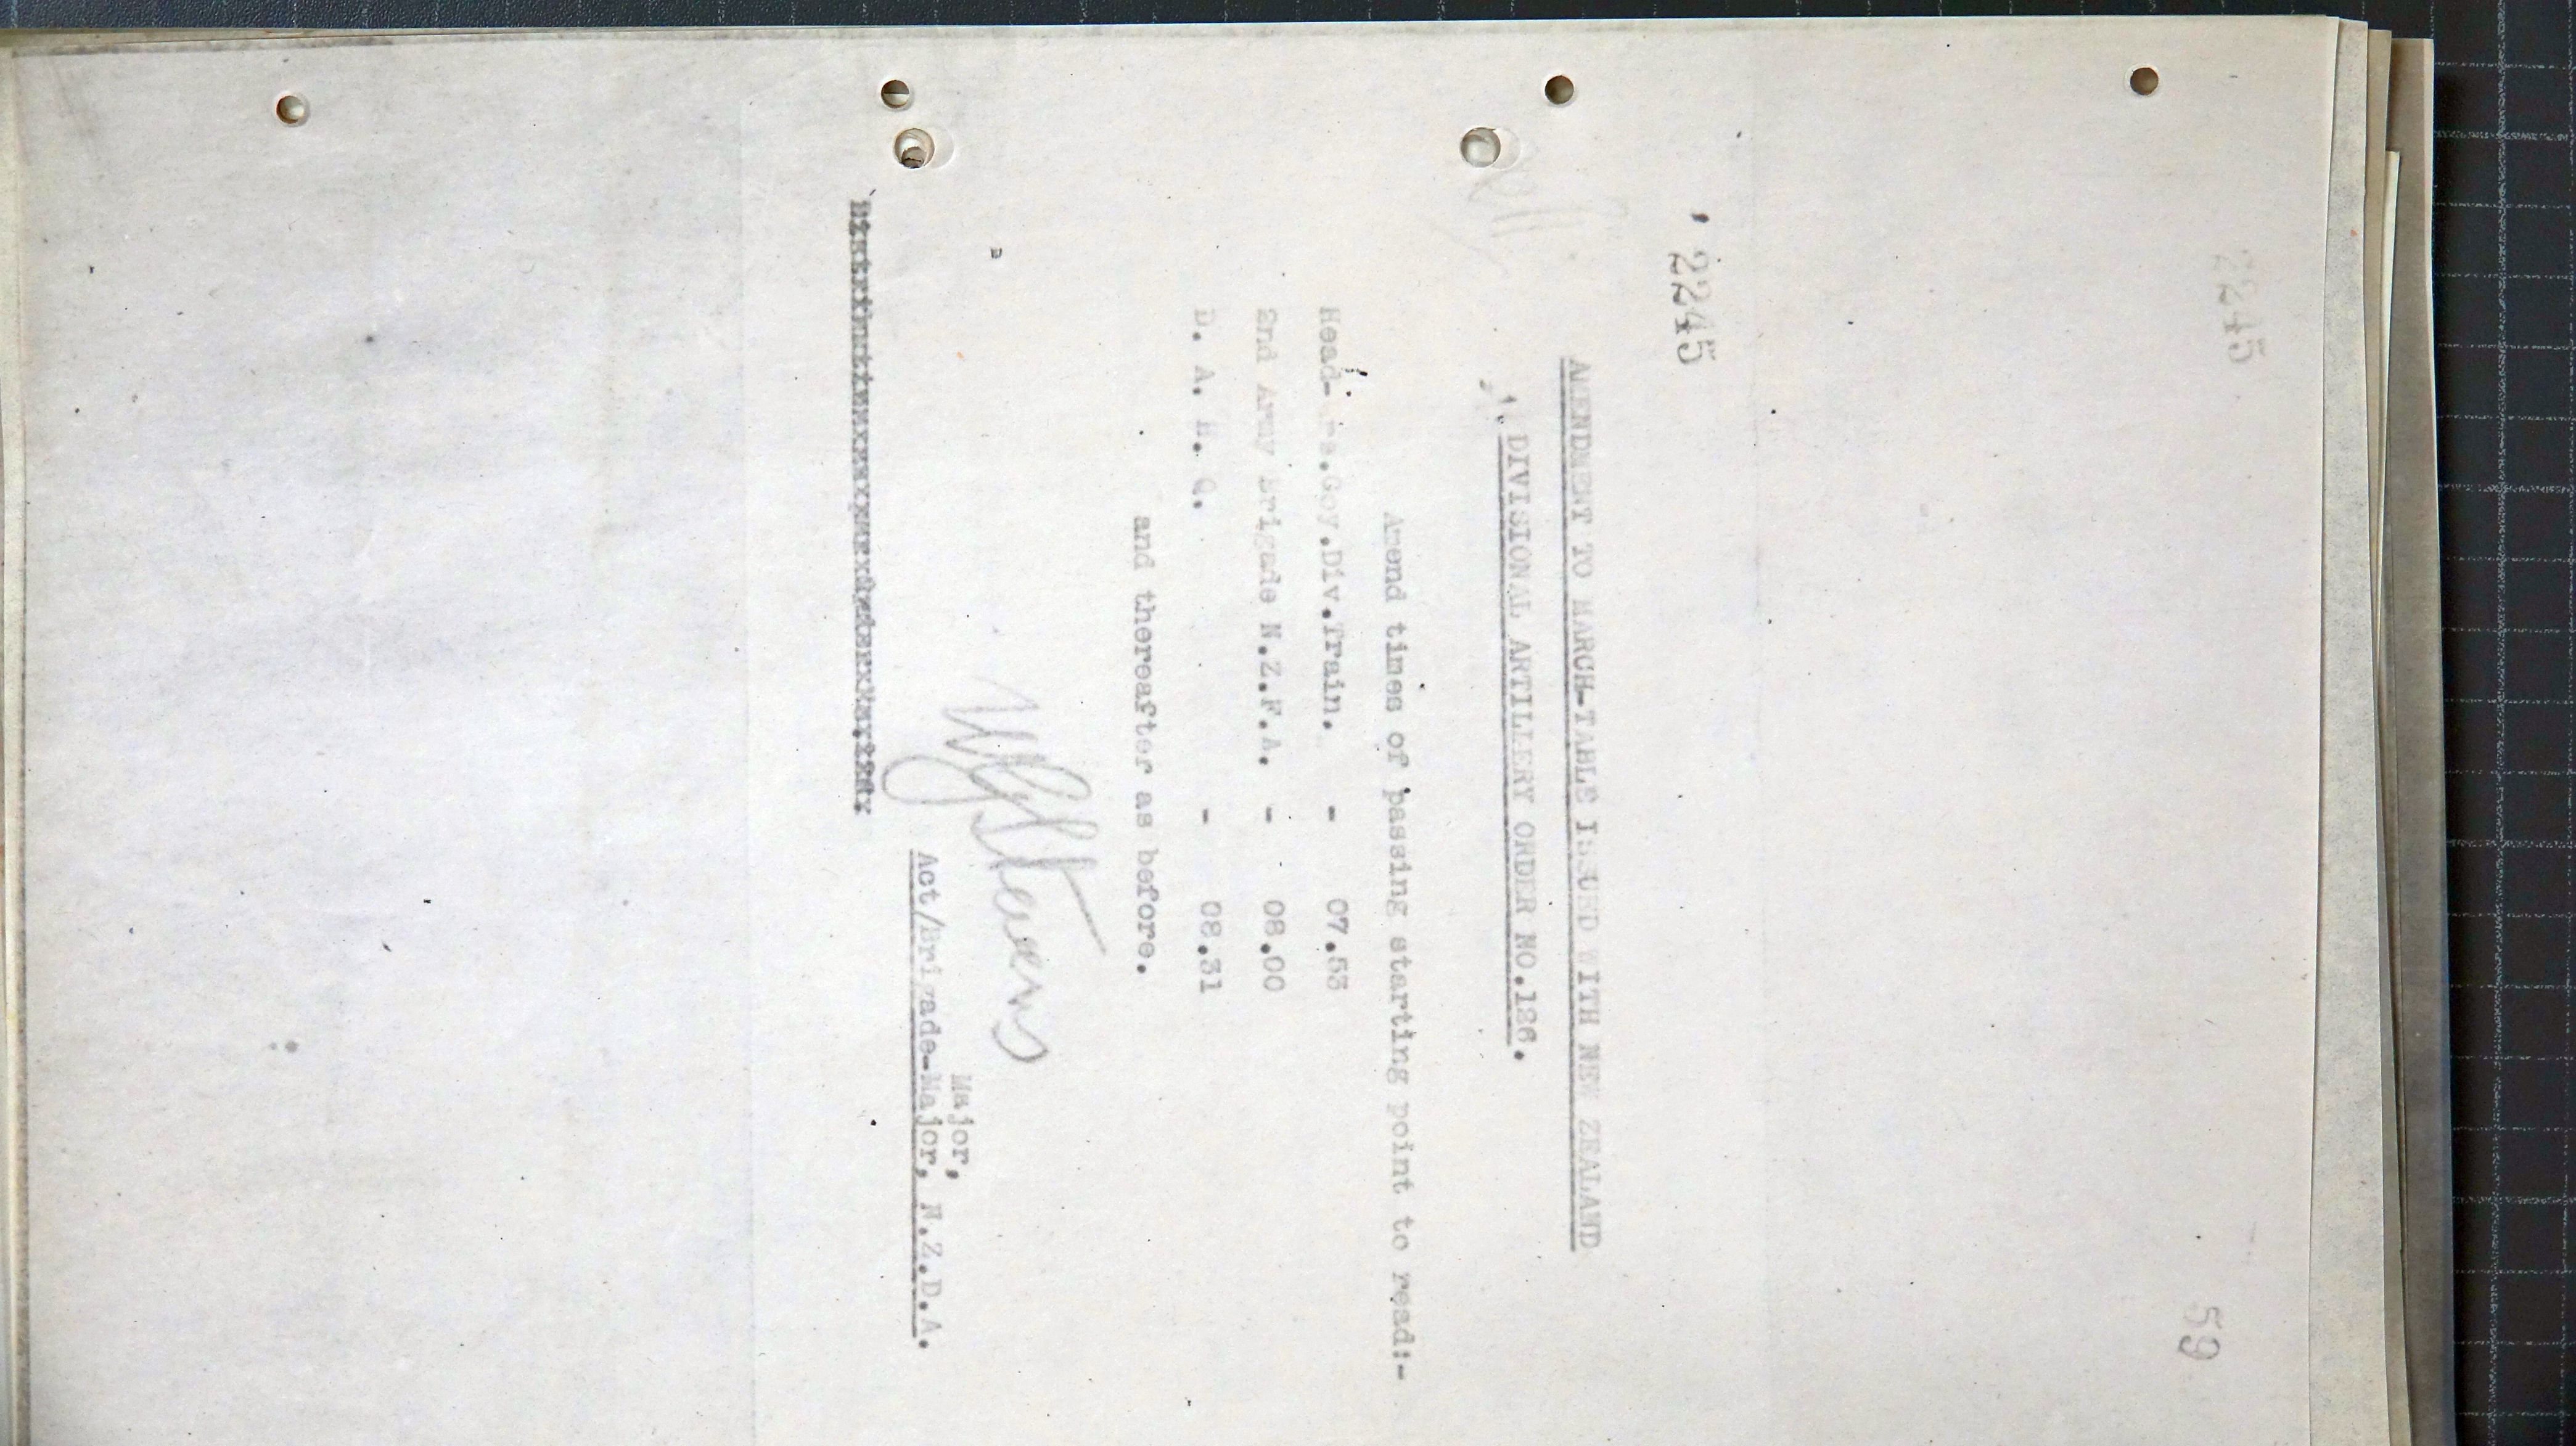 2245
59
2245
AMENDMENT TO MARCH-TABLE ISSUED WITH NEW ZEALAND
DIVISIONAL ARTILLERY ORDER NO.126.
Amend times of passing starting point to read:-
Head- Coy.Div.Train. - 07.53
2nd Army Brigade N.Z.F.A. - 08.00
D. A. H. Q. - 08.31
and thereafter as before.
Major,
Act/Brigade-Major, N.Z.D.A.